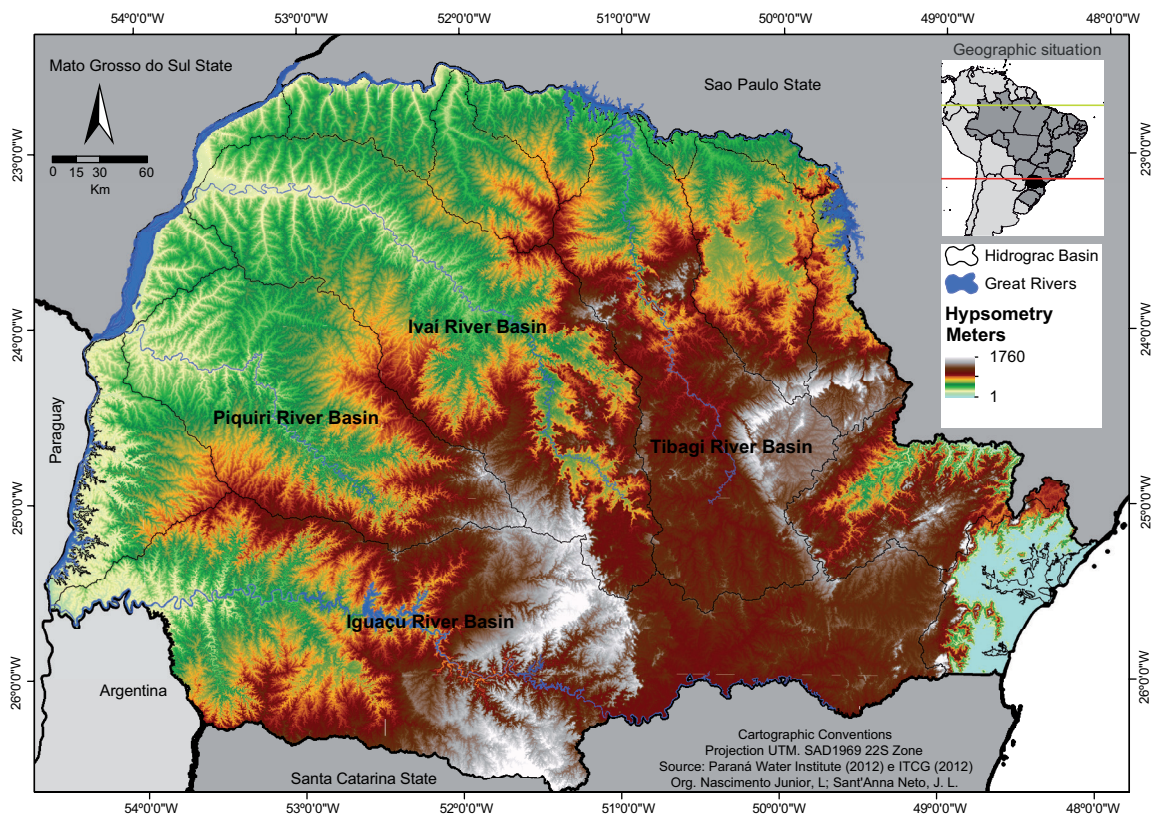 54°0'0"W 53°0'0"W 52°0'0"W 51°0'0"W 50°0'0"W 49°0'0"W 48°0'0"W
Mato Grosso do Sul State
Sao Paulo State
Geographic situation
0 15 30 60
Km
23°0'0"W
23°0'0"W
Hidrograc Basin
Great Rivers
Hypsometry
Meters
1760
1
24°0'0"W
24°0'0"W
Ivaí River Basin
Piquiri River Basin
Tibagi River Basin
Paraguay
25°0'0"W
25°0'0"W
Iguaçu River Basin
26°0'0"W
26°0'0"W
Argentina
Santa Catarina State
Cartographic Conventions
Projection UTM. SAD1969 22S Zone
Source: Paraná Water Institute (2012) e ITCG (2012)
Org. Nascimento Junior, L; Sant'Anna Neto, J. L.
54°0'0"W 53°0'0"W 52°0'0"W 51°0'0"W 50°0'0"W 49°0'0"W 48°0'0"W